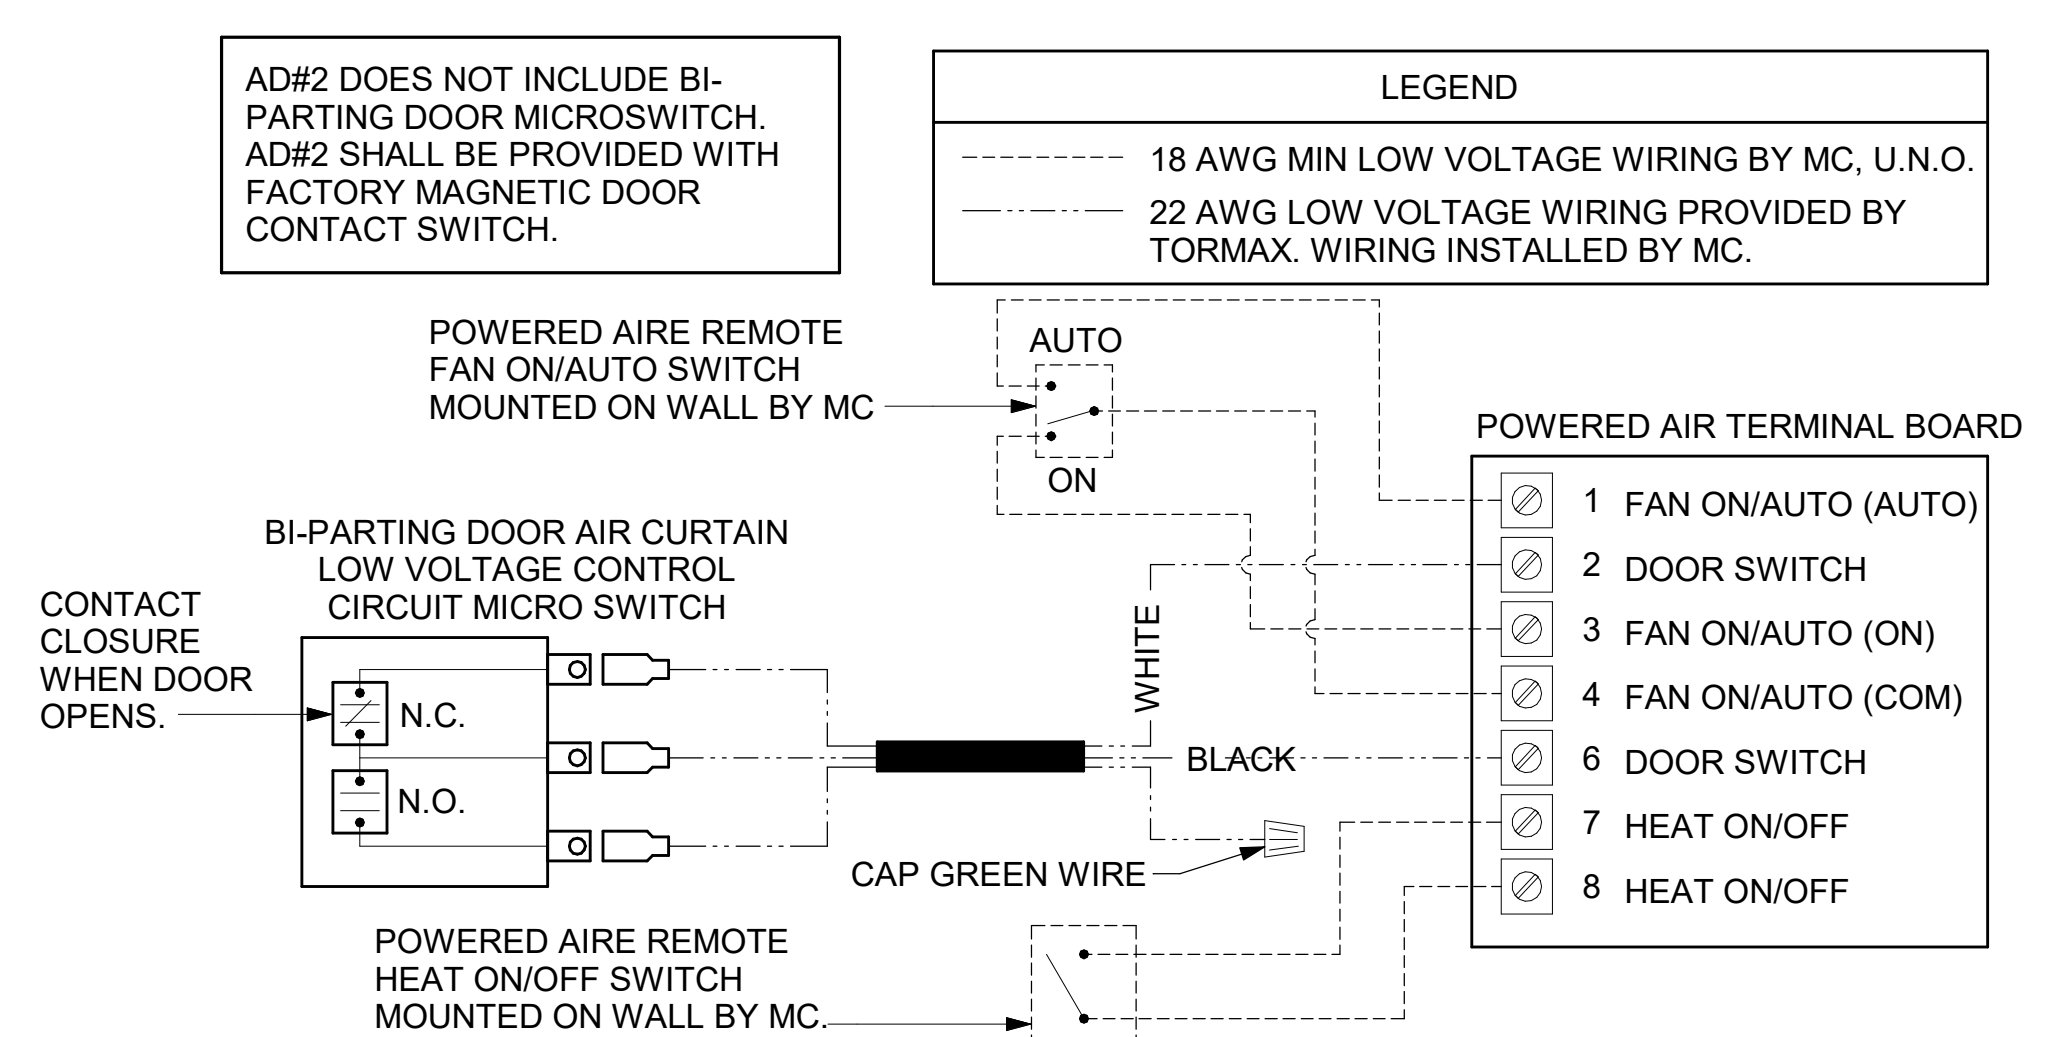 AD#2 DOES NOT INCLUDE BI-
PARTING DOOR MICROSWITCH.
AD#2 SHALL BE PROVIDED WITH
FACTORY MAGNETIC DOOR
CONTACT SWITCH.
LEGEND
18 AWG MIN LOW VOLTAGE WIRING BY MC, U.N.O.
22 AWG LOW VOLTAGE WIRING PROVIDED BY
TORMAX. WIRING INSTALLED BY MC.
POWERED AIRE REMOTE
FAN ON/AUTO SWITCH
MOUNTED ON WALL BY MC
AUTO
ON
POWERED AIR TERMINAL BOARD
1 FAN ON/AUTO (AUTO)
2 DOOR SWITCH
3 FAN ON/AUTO (ON)
4 FAN ON/AUTO (COM)
6 DOOR SWITCH
7 HEAT ON/OFF
8 HEAT ON/OFF
BI-PARTING DOOR AIR CURTAIN
LOW VOLTAGE CONTROL
CIRCUIT MICRO SWITCH
CONTACT
CLOSURE
WHEN DOOR
OPENS.
N.C.
N.O.
WHITE
BLACK
CAP GREEN WIRE
POWERED AIRE REMOTE
HEAT ON/OFF SWITCH
MOUNTED ON WALL BY MC.